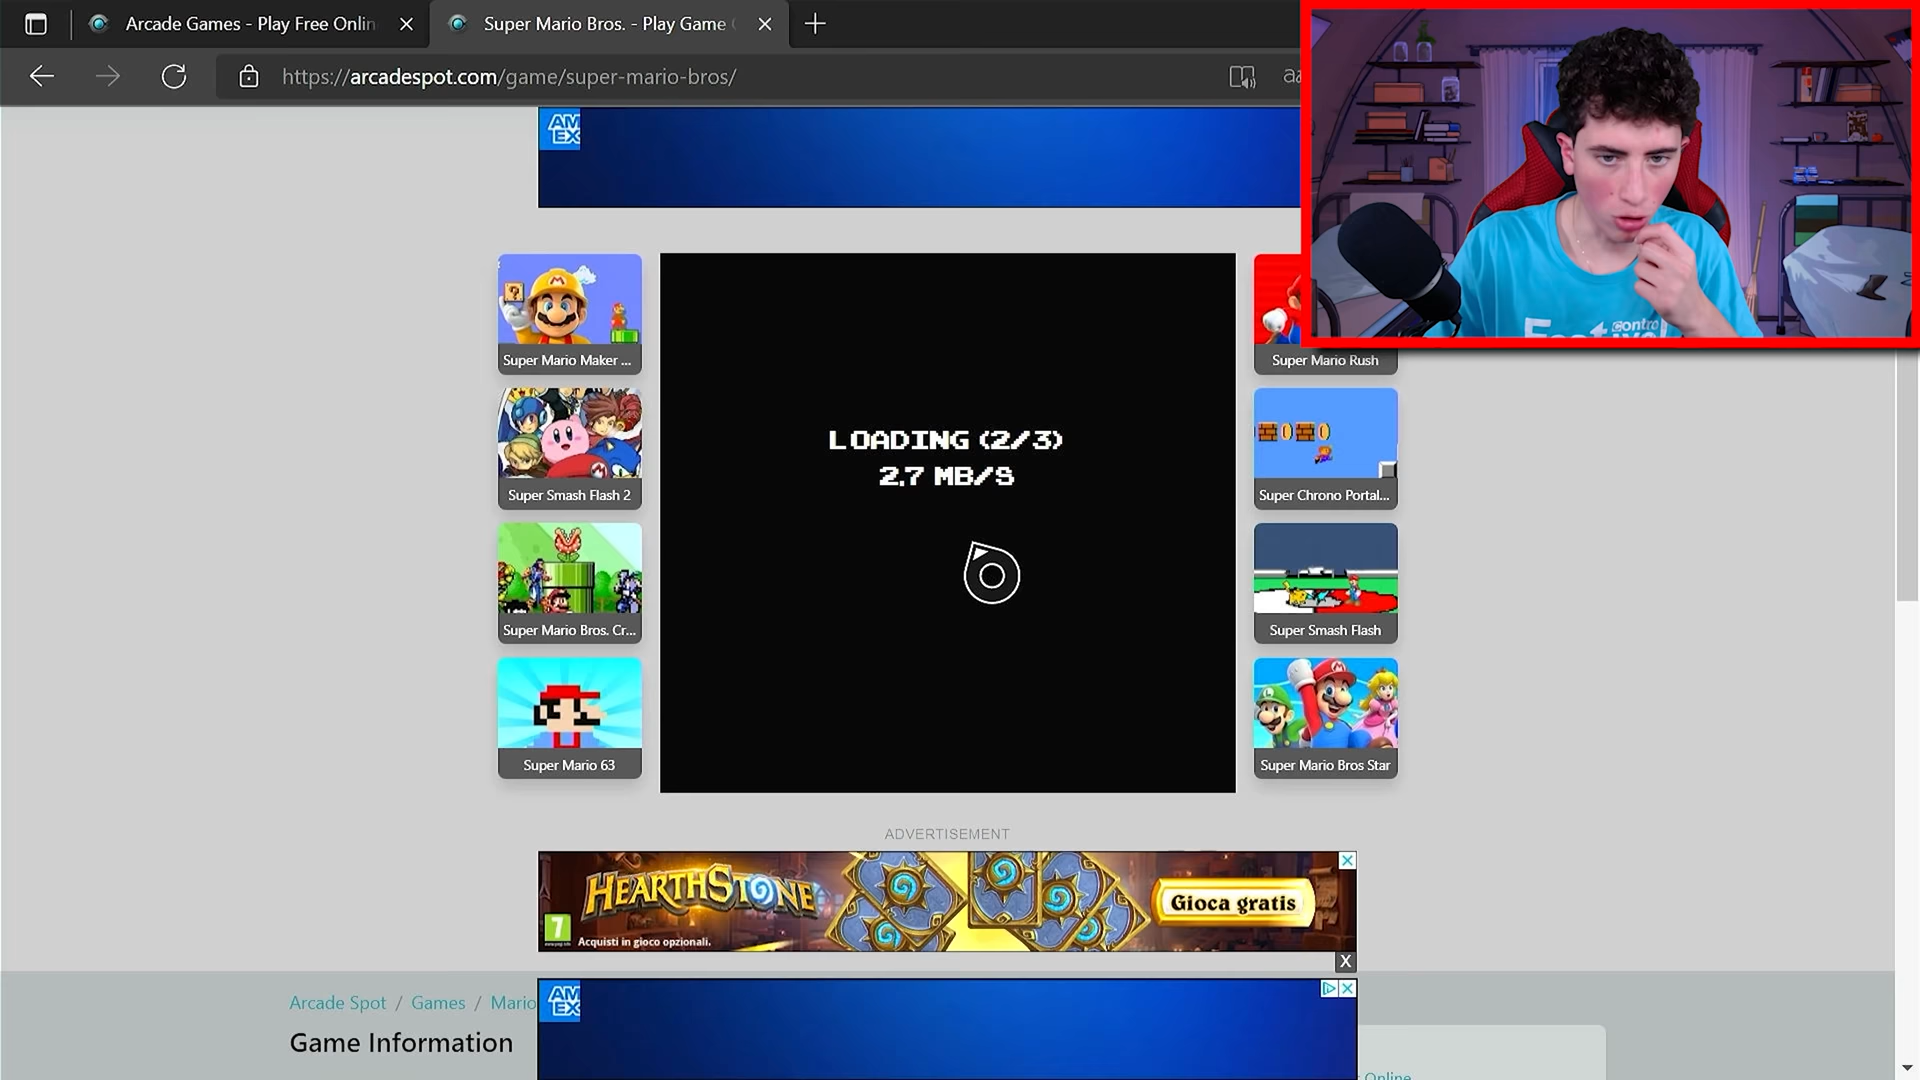 Arcade Games - Play Free Onlin
Super Mario Bros. - Play Game
https://arcadespot.com/game/super-mario-bros/
AM
EX
Contro
Super Mario Maker ...
Super Mario Rush
LOADING (2/3)
2.7 MB/S
Super Smash Flash 2
Super Chrono Portal...
Super Mario Bros. Cr...
Super Smash Flash
Super Mario 63
Super Mario Bros Star
ADVERTISEMENT
HEARTHSTONE
Gioca gratis
7
Acquisti in gioco opzionali.
X
Arcade Spot / Games / Mario
AM
EX
Game Information
Online